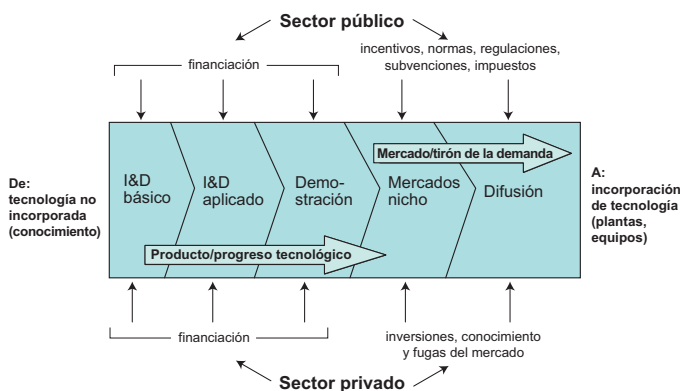 Sector público
financiación
incentivos, normas, regulaciones,
subvenciones, impuestos
De:
tecnología no
incorporada
(conocimiento)
I&D
básico
I&D
aplicado
Demo-
stración
Mercados
nicho
Difusión
Mercado/tirón de la demanda
Producto/progreso tecnológico
A:
incorporación
de tecnología
(plantas,
equipos)
financiación
inversiones, conocimiento
y fugas del mercado
Sector privado